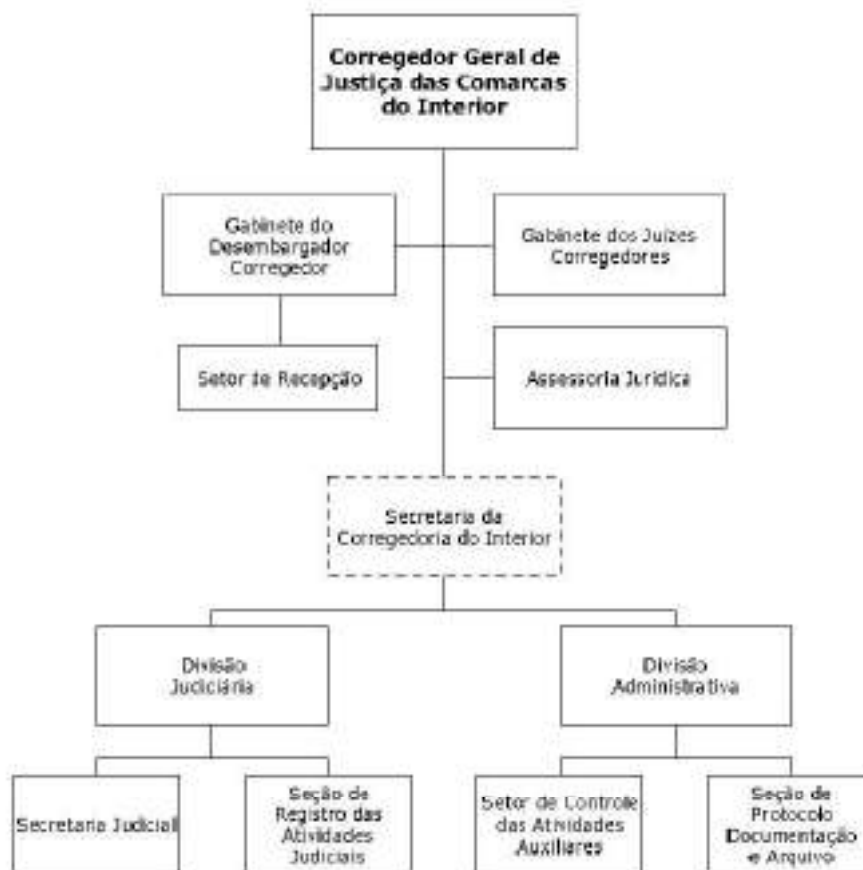 Corregedor Geral de
Justiça das Comarcas
do Interior
Gabinete do
Desembargador
Corregedor
Gabinete dos Juízes
Corregedores
Setor de Recepção
Assessoria Jurídica
Secretaria da
Corregedoria do Interior
Divisão
Judiciária
Divisão
Administrativa
Secretaria Judicial
Seção de
Registro das
Atividades
Judiciais
Setor de Controle
das Atividades
Auxiliares
Seção de
Protocolo
Documentação
e Arquivo